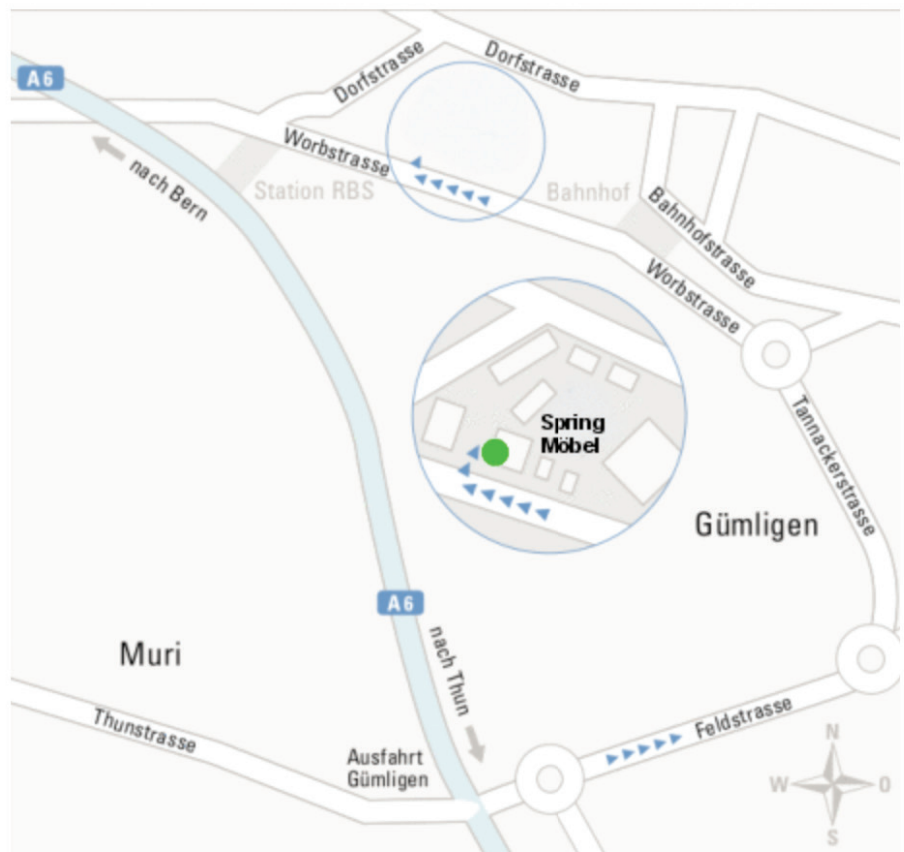 A6
Dorfstrasse
Dorfstrasse
Worbstrasse
nach Bern
Station RBS
Bahnhof
Bahnhofstrasse
Worbstrasse
Tannackerstrasse
Spring
Möbel
Gümligen
A6
nach Thun
Muri
Thunstrasse
Ausfahrt
Gümligen
Feldstrasse
N
W
O
S